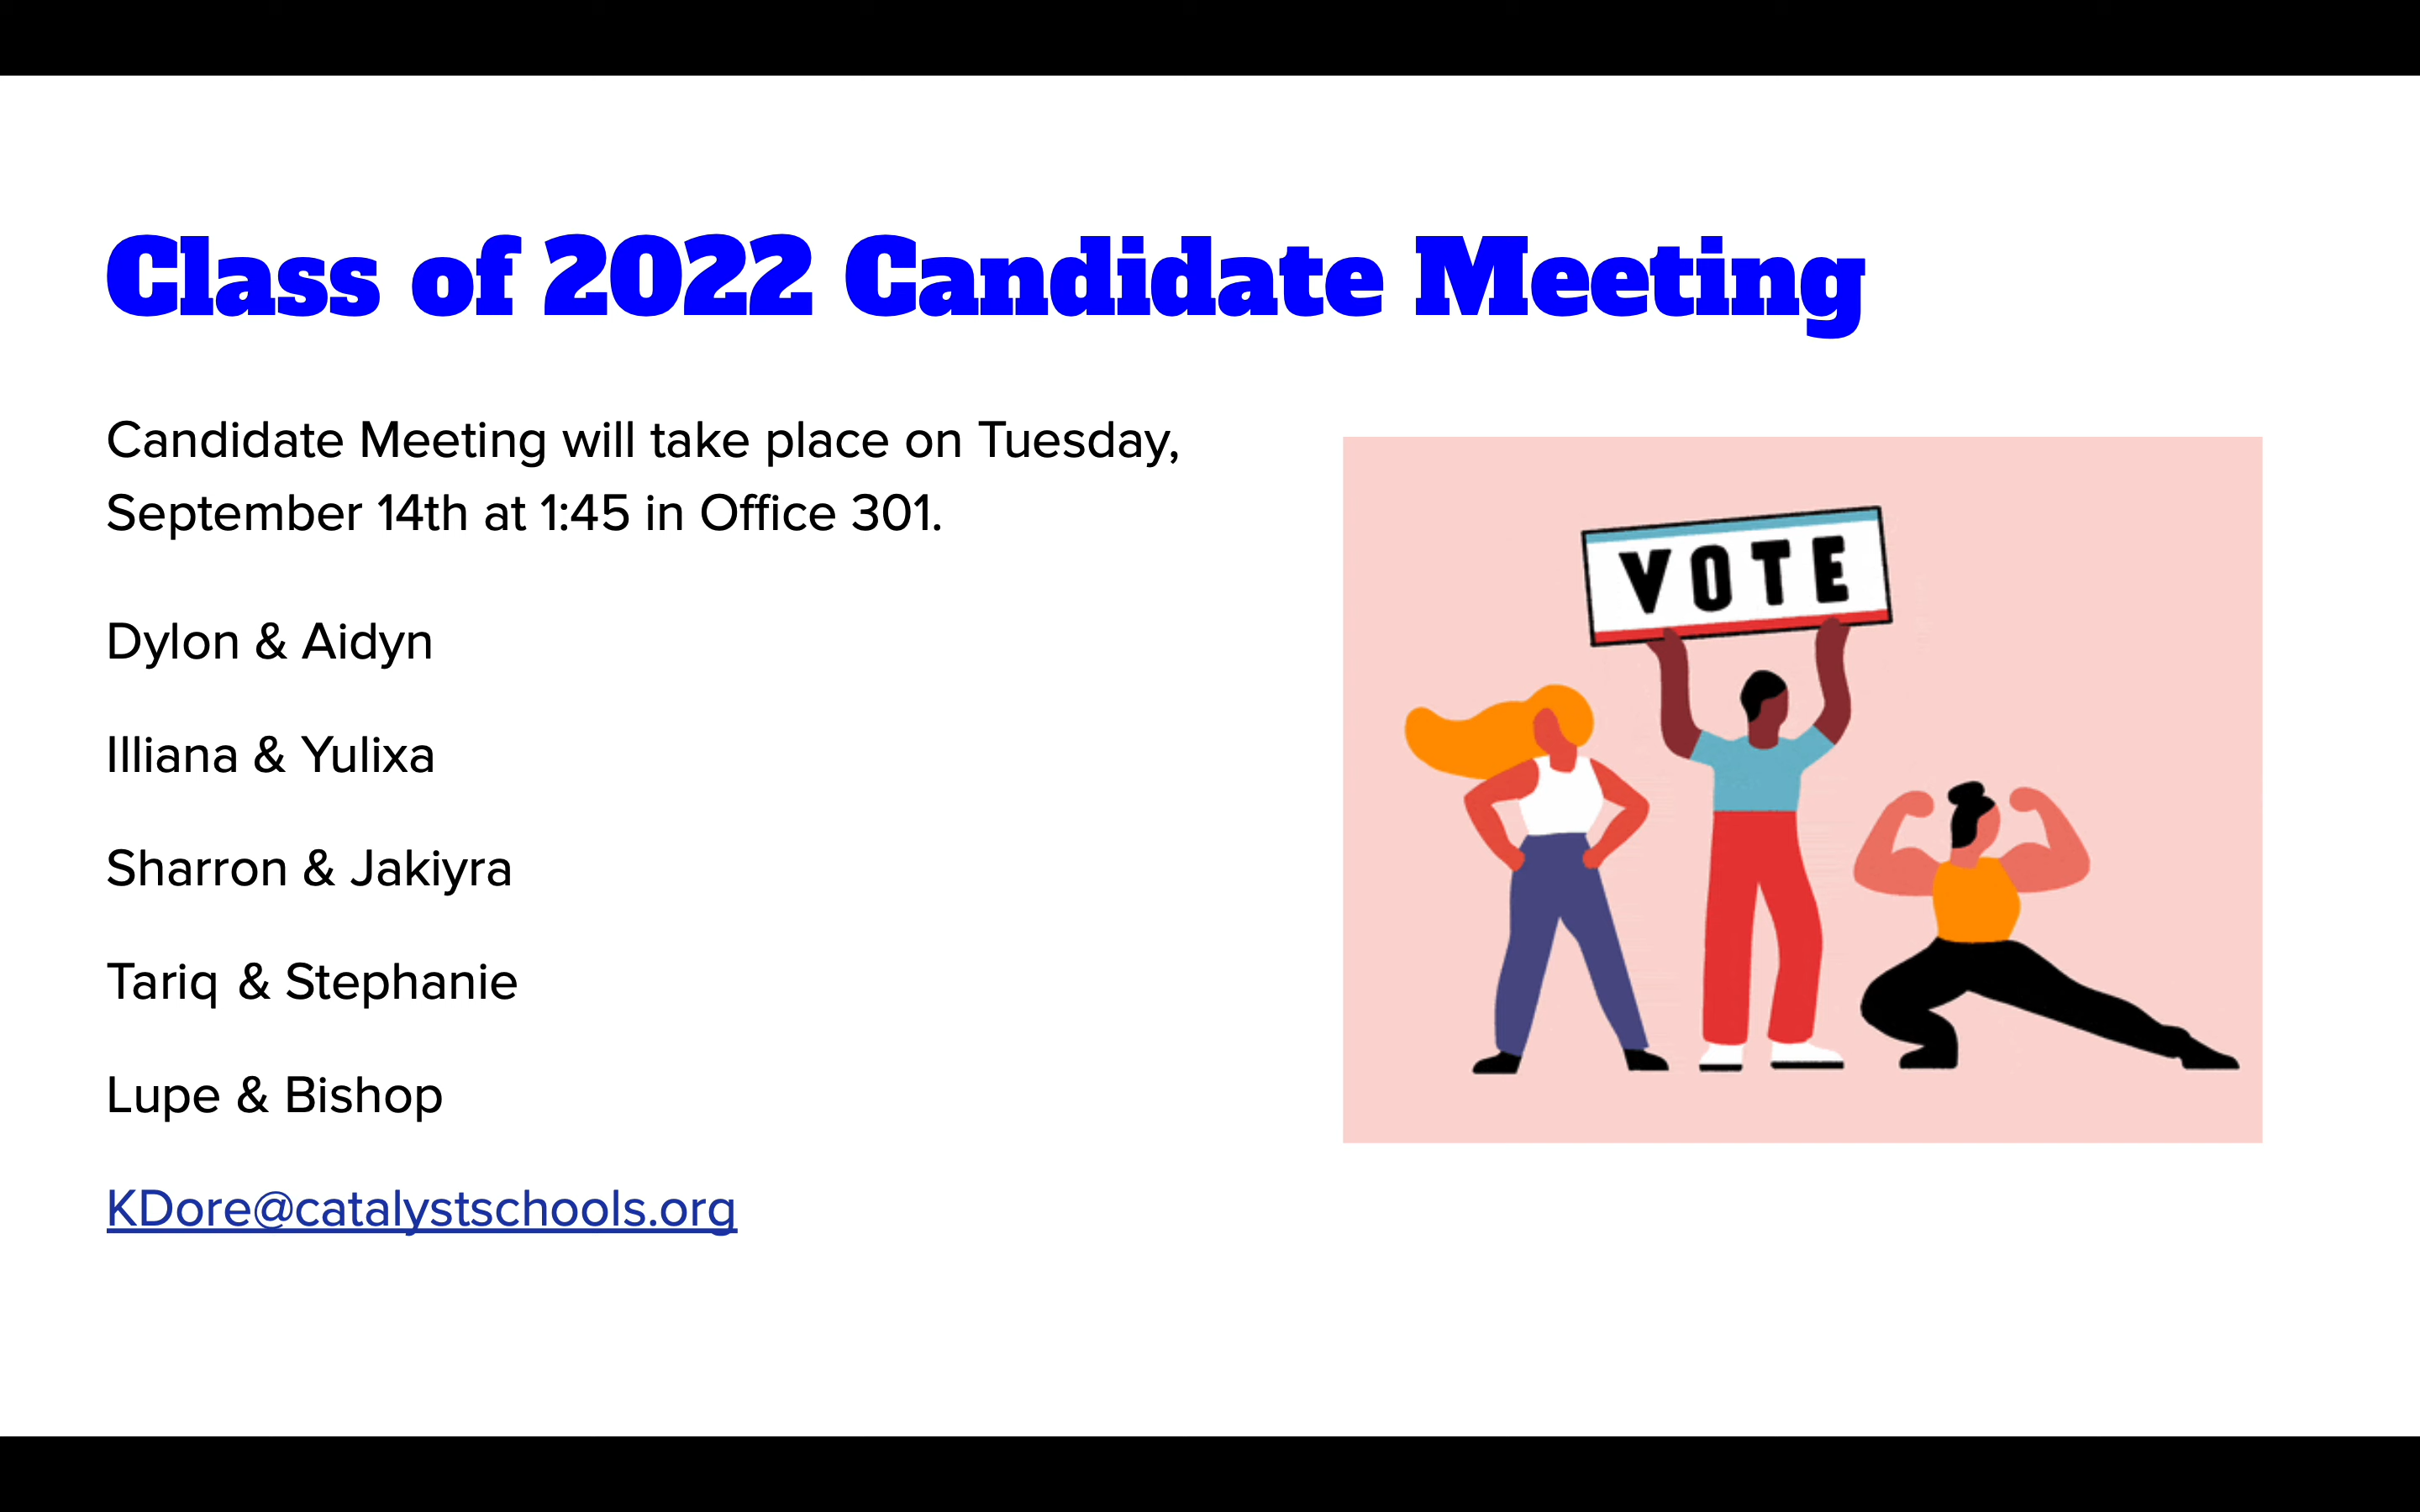 Class of 2022 Candidate Meeting
Candidate Meeting will take place on Tuesday,
September 14th at 1:45 in Office 301.
Dylon & Aidyn
Illiana & Yulixa
Sharron & Jakiyra
Tariq & Stephanie
Lupe & Bishop
KDore@catalystschools.org
VOTE